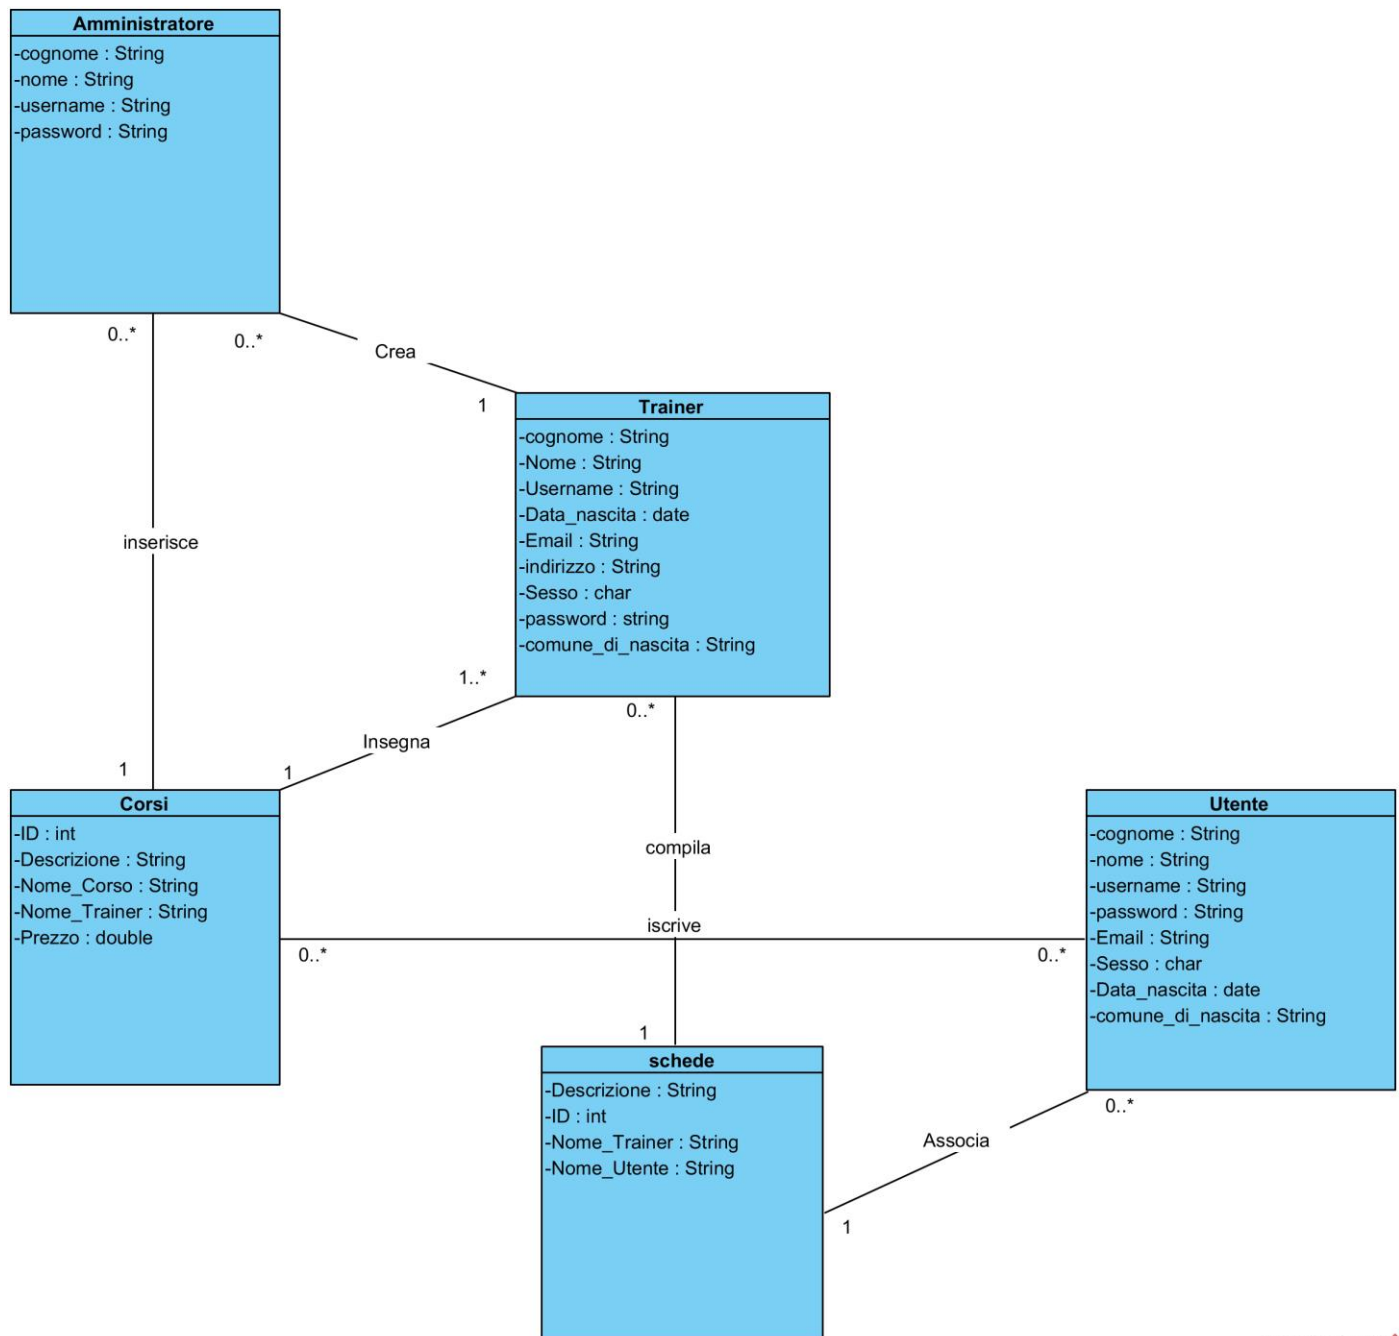 Amministratore
-cognome : String
-nome : String
-username : String
-password : String
0..*
0..*
Crea
1
Trainer
-cognome : String
-Nome : String
-Username : String
-Data_nascita : date
-Email : String
-indirizzo : String
-Sesso : char
-password : string
-comune_di_nascita : String
inserisce
1..*
0..*
Insegna
1
1
Corsi
-ID : int
-Descrizione : String
-Nome_Corso : String
-Nome_Trainer : String
-Prezzo : double
compila
iscrive
0..*
0..*
Utente
-cognome : String
-nome : String
-username : String
-password : String
-Email : String
-Sesso : char
-Data_nascita : date
-comune_di_nascita : String
1
schede
-Descrizione : String
-ID : int
-Nome_Trainer : String
-Nome_Utente : String
0..*
Associa
1